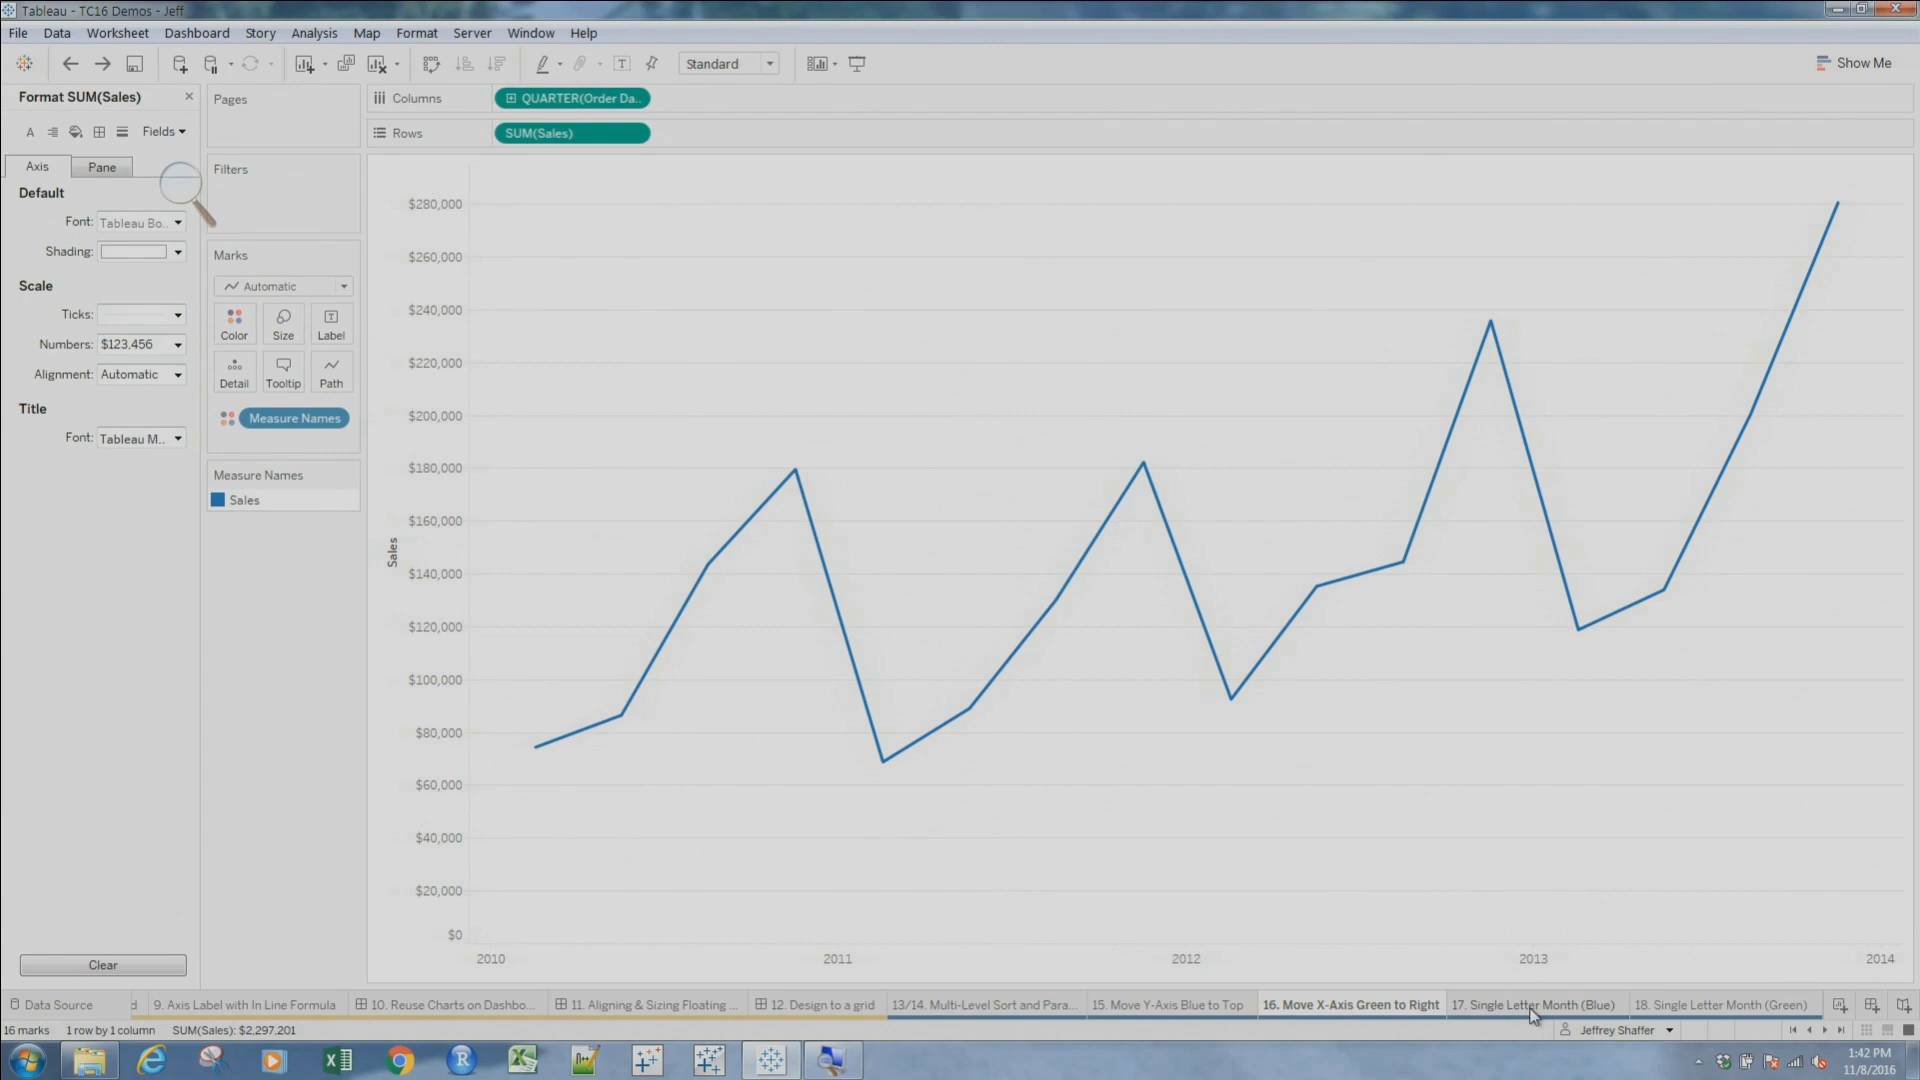 Tableau - TC16 Demos - Jeff
File Data Worksheet Dashboard Story Analysis Map Format Server Window Help
Standard
Show Me
Format SUM(Sales)
Fields
Axis
Pane
Default
Font: Tableau Bo..
Shading:
Scale
Ticks:
Numbers: $123,456
Alignment: Automatic
Title
Font: Tableau M..
Clear
Pages
Filters
Marks
Automatic
Color Size Label
Detail Tooltip Path
Measure Names
Measure Names
Sales
Columns QUARTER(Order Da..
Rows SUM(Sales)
$280,000
$260,000
$240,000
$220,000
$200,000
$180,000
$160,000
Sales
$140,000
$120,000
$100,000
$80,000
$60,000
$40,000
$20,000
$0
2010 2011 2012 2013 2014
Data Source d 9. Axis Label with In Line Formula 10. Reuse Charts on Dashbo... 11. Aligning & Sizing Floating ... 12. Design to a grid 13/14. Multi-Level Sort and Para... 15. Move Y-Axis Blue to Top 16. Move X-Axis Green to Right 17. Single Letter Month (Blue) 18. Single Letter Month (Green)
16 marks 1 row by 1 column SUM(Sales): $2,297,201 Jeffrey Shaffer
1:42 PM
11/8/2016